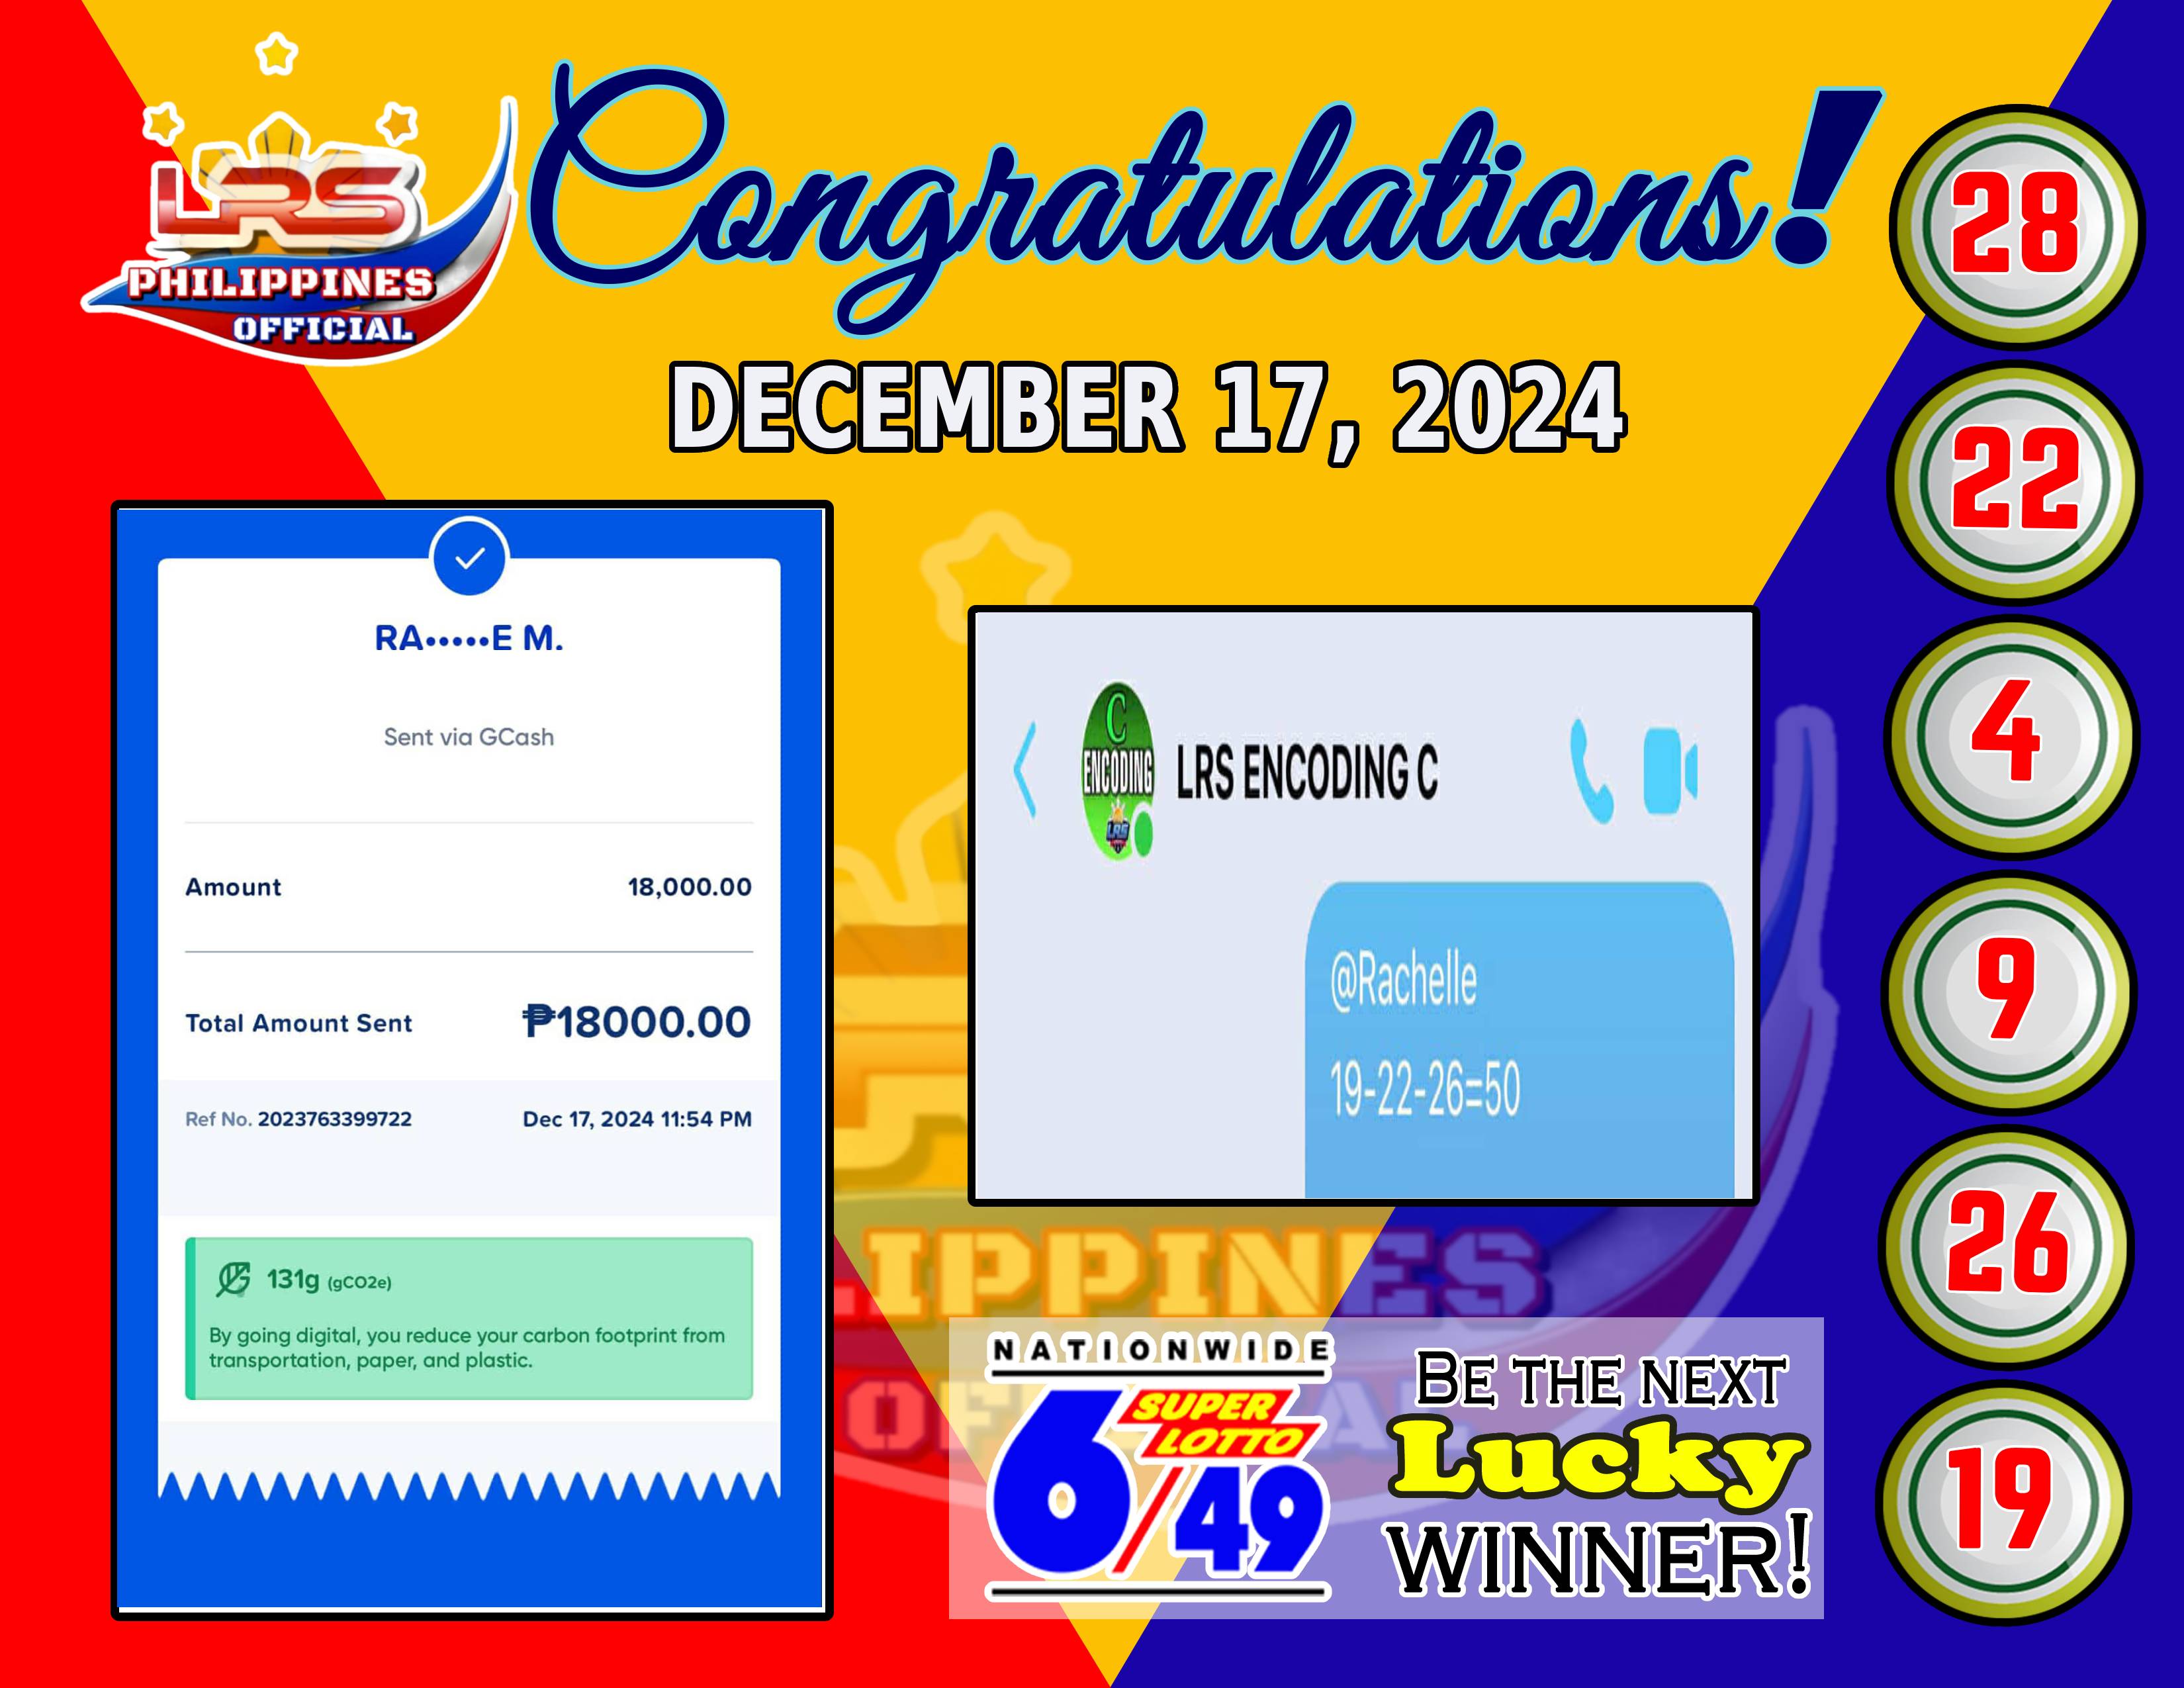 LRS
PHILIPPINES
OFFICIAL
Congratulations!
DECEMBER 17, 2024
RA•••••E M.
Sent via GCash
Amount 18,000.00
Total Amount Sent ₱18000.00
Ref No. 2023763399722 Dec 17, 2024 11:54 PM
131g (gCO2e)
By going digital, you reduce your carbon footprint from
transportation, paper, and plastic.
C
ENCODING
LRS
LRS ENCODING C
@Rachelle
19-22-26=50
LIPPINES
NATIONWIDE
SUPER
LOTTO
6/49
BE THE NEXT
Lucky
WINNER!
28
22
4
9
26
19